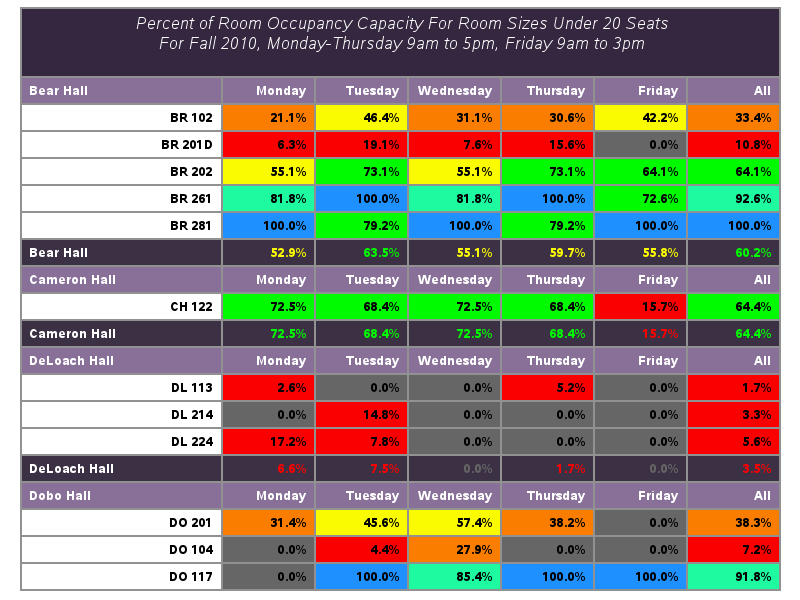 Percent of Room Occupancy Capacity For Room Sizes Under 20 Seats
For Fall 2010, Monday-Thursday 9am to 5pm, Friday 9am to 3pm
Bear Hall Monday Tuesday Wednesday Thursday Friday All
BR 102 21.1% 46.4% 31.1% 30.6% 42.2% 33.4%
BR 201D 6.3% 19.1% 7.6% 15.6% 0.0% 10.8%
BR 202 55.1% 73.1% 55.1% 73.1% 64.1% 64.1%
BR 261 81.8% 100.0% 81.8% 100.0% 72.6% 92.6%
BR 281 100.0% 79.2% 100.0% 79.2% 100.0% 100.0%
Bear Hall 52.9% 63.5% 55.1% 59.7% 55.8% 60.2%
Cameron Hall Monday Tuesday Wednesday Thursday Friday All
CH 122 72.5% 68.4% 72.5% 68.4% 15.7% 64.4%
Cameron Hall 72.5% 68.4% 72.5% 68.4% 15.7% 64.4%
DeLoach Hall Monday Tuesday Wednesday Thursday Friday All
DL 113 2.6% 0.0% 0.0% 5.2% 0.0% 1.7%
DL 214 0.0% 14.8% 0.0% 0.0% 0.0% 3.3%
DL 224 17.2% 7.8% 0.0% 0.0% 0.0% 5.6%
DeLoach Hall 6.6% 7.5% 0.0% 1.7% 0.0% 3.5%
Dobo Hall Monday Tuesday Wednesday Thursday Friday All
DO 201 31.4% 45.6% 57.4% 38.2% 0.0% 38.3%
DO 104 0.0% 4.4% 27.9% 0.0% 0.0% 7.2%
DO 117 0.0% 100.0% 85.4% 100.0% 100.0% 91.8%